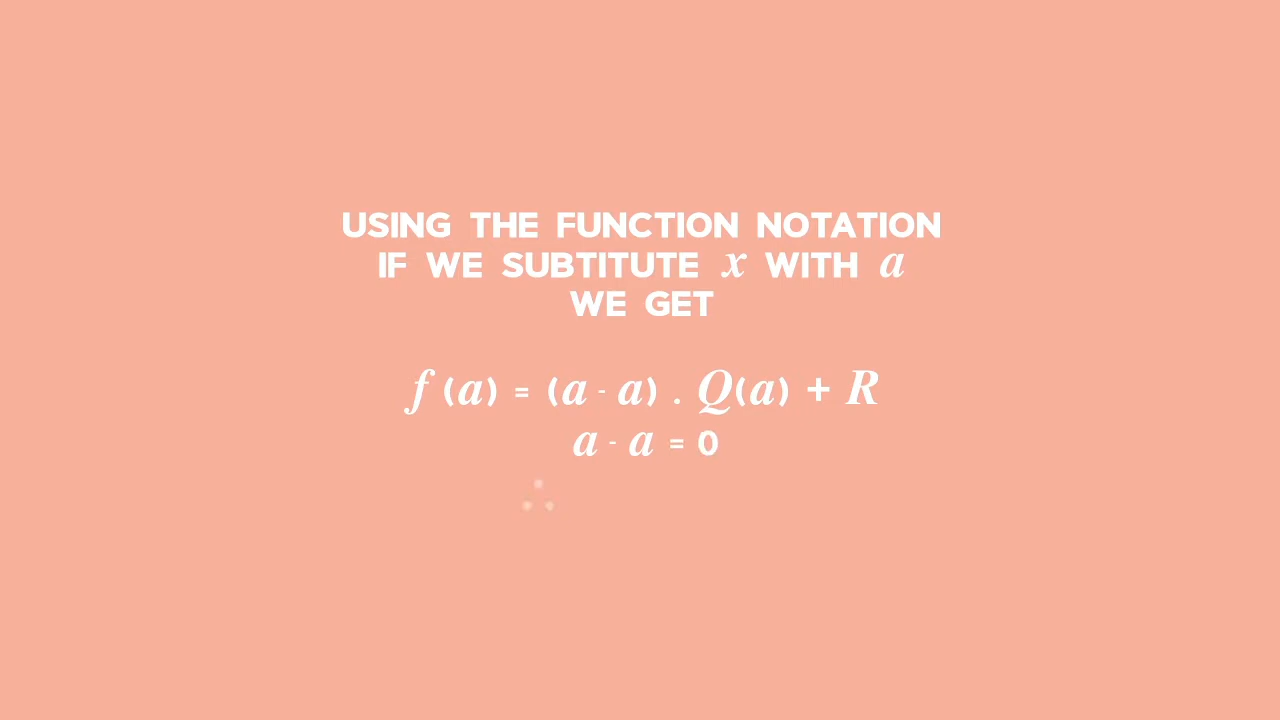 USING THE FUNCTION NOTATION
IF WE SUBTITUTE x WITH a
WE GET
f (a) = (a - a) . Q(a) + R
a - a = 0
∴